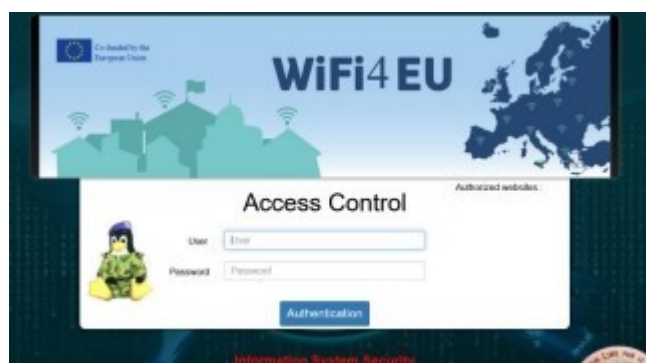 Co-funded by the
European Union
WiFi4EU
Authorized websites :
Access Control
User
User
Password
Password
Authentication
Information System Security